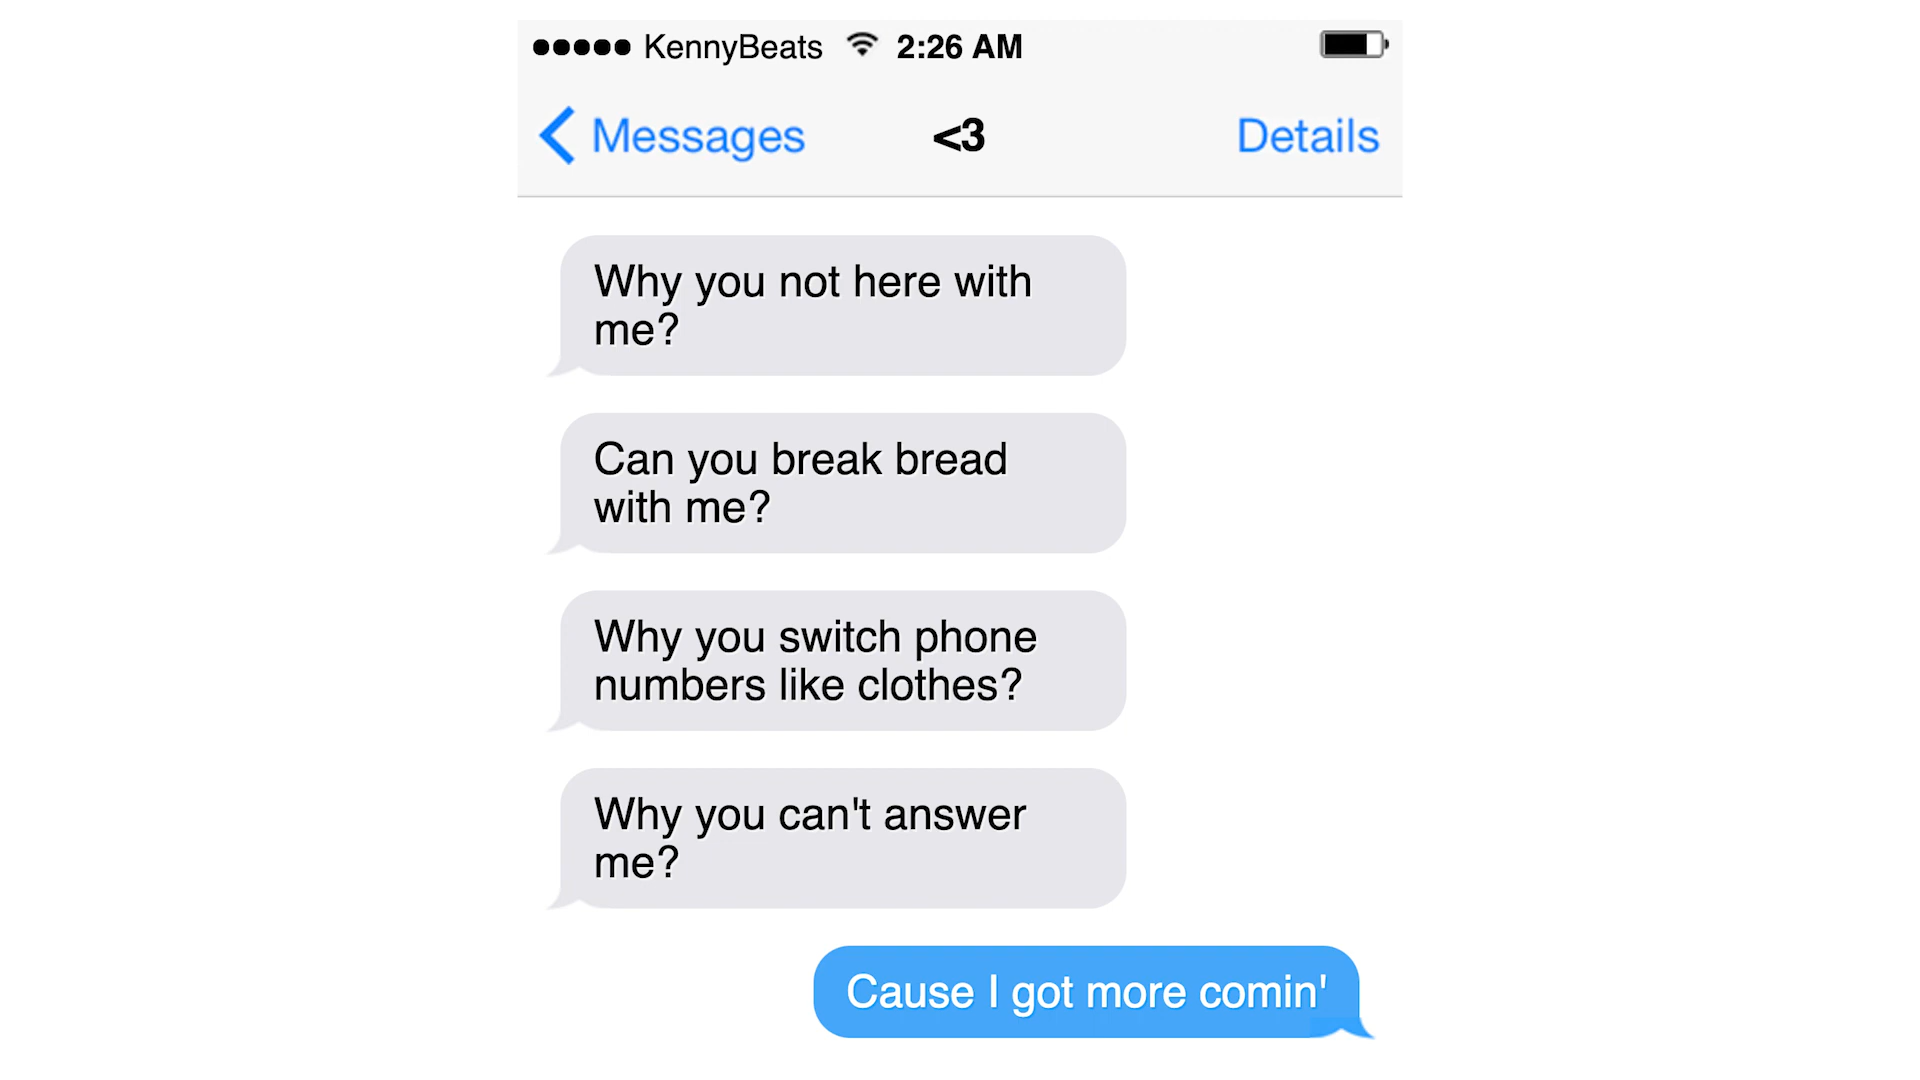 KennyBeats 2:26 AM
Messages <3 Details
Why you not here with
me?
Can you break bread
with me?
Why you switch phone
numbers like clothes?
Why you can't answer
me?
Cause I got more comin'